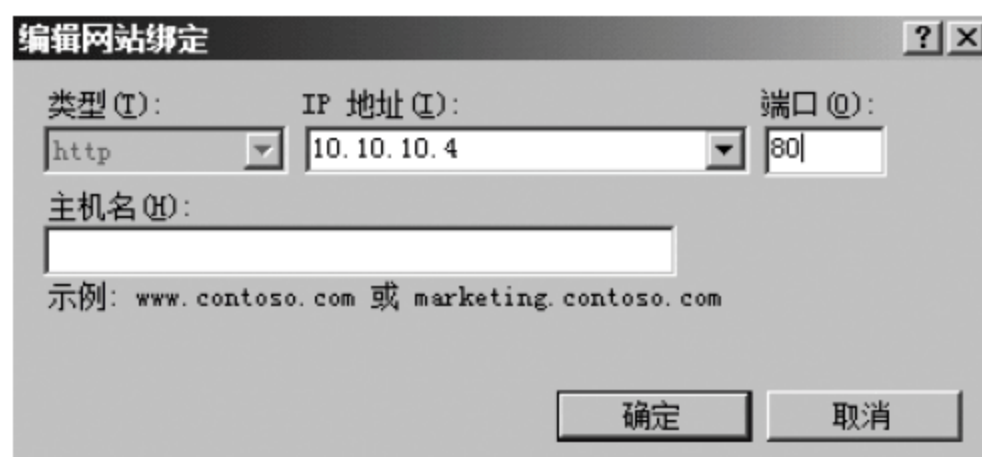 编辑网站绑定 ? ×
类型(T): IP 地址(I): 端口(O):
http 10.10.10.4 80
主机名(H):
示例: www.contoso.com 或 marketing.contoso.com
确定 取消